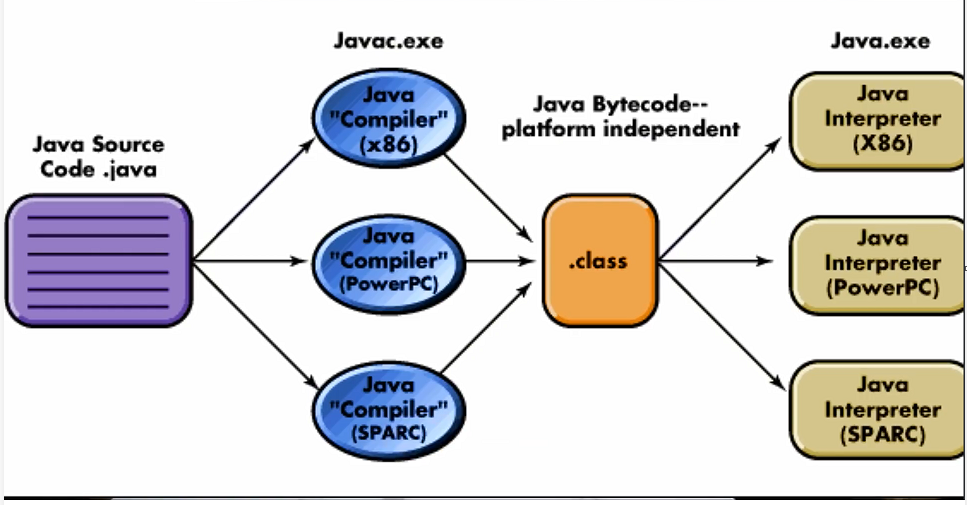 Javac.exe
Java.exe
Java Source
Code .java
Java
"Compiler"
(x86)
Java
"Compiler"
(PowerPC)
Java
"Compiler"
(SPARC)
Java Bytecode--
platform independent
.class
Java
Interpreter
(X86)
Java
Interpreter
(PowerPC)
Java
Interpreter
(SPARC)